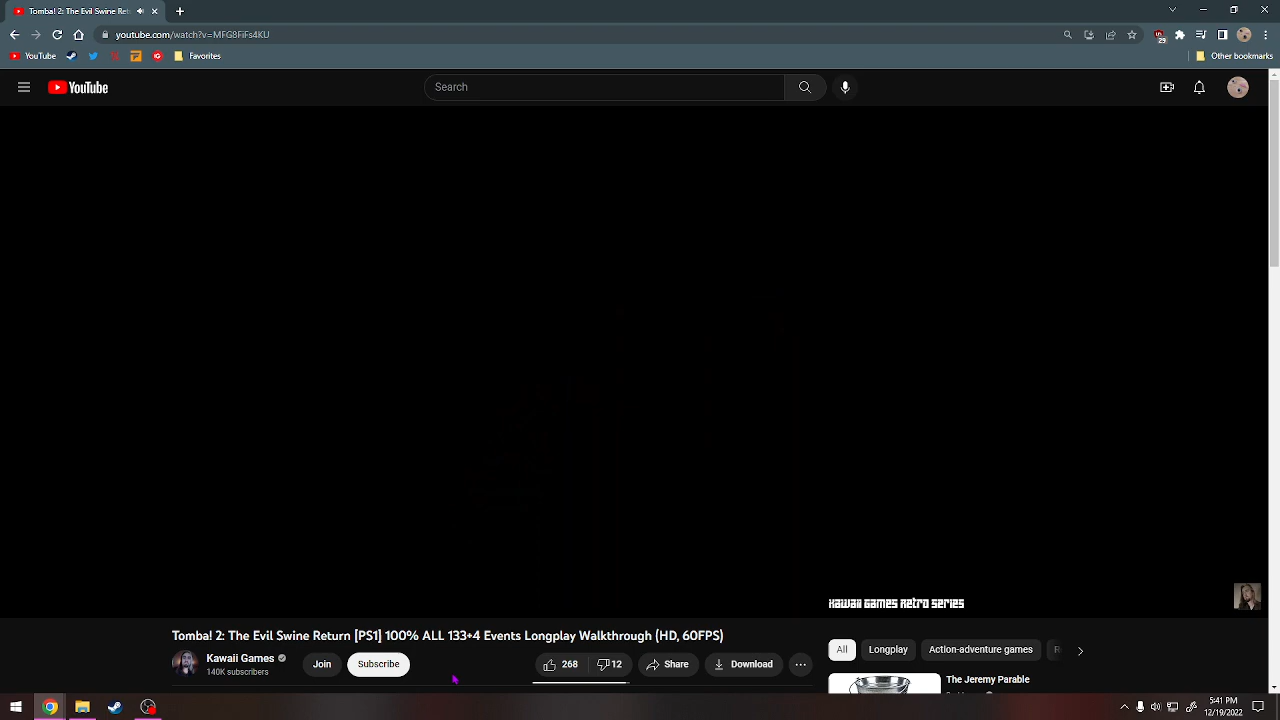 Tomba! 2: The Evil Swine Ret
youtube.com/watch?v=MFG8FiFs4KU
YouTube
Favorites
Other bookmarks
YouTube
Search
Kawaii Games Retro Series
Tomba! 2: The Evil Swine Return [PS1] 100% ALL 133+4 Events Longplay Walkthrough (HD, 60FPS)
Kawaii Games
140K subscribers
Join
Subscribe
268
12
Share
Download
All
Longplay
Action-adventure games
The Jeremy Parable
5:41 PM
12/19/2022